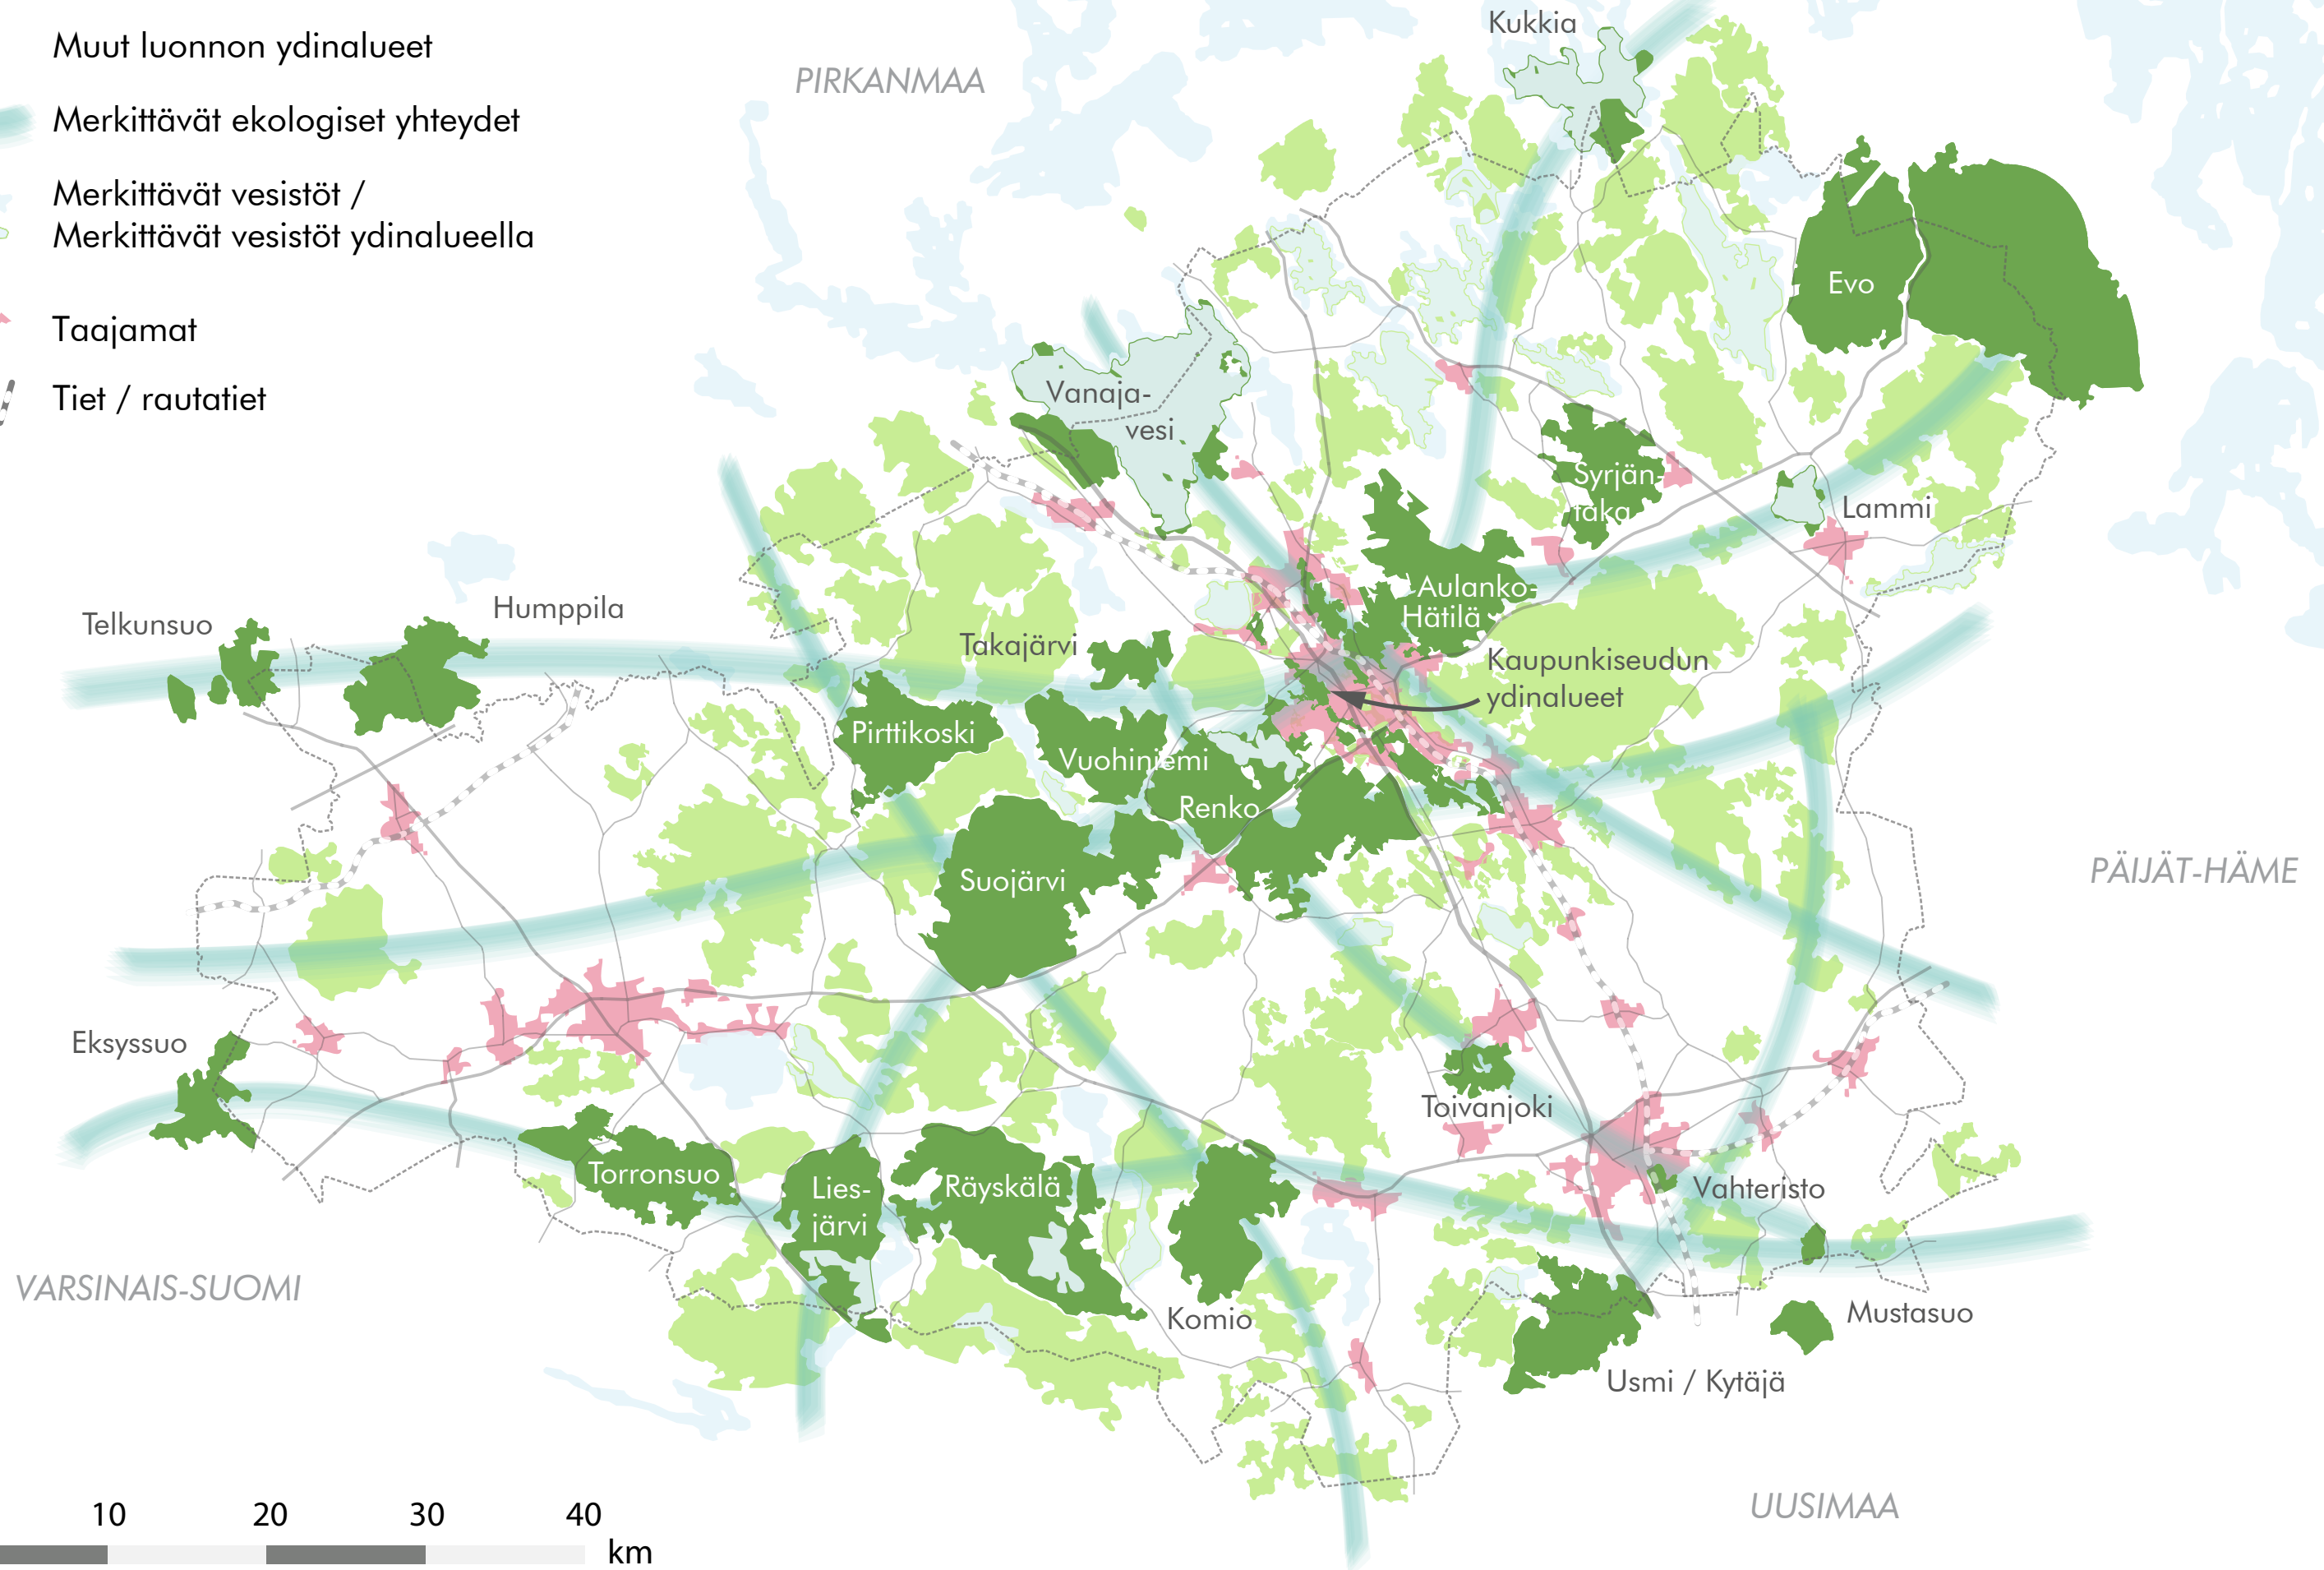 Muut luonnon ydinalueet
Merkittävät ekologiset yhteydet
Merkittävät vesistöt /
Merkittävät vesistöt ydinalueella
Taajamat
Tiet / rautatiet
Kukkia
PIRKANMAA
Evo
Vanaja-
vesi
Syrjän-
taka
Lammi
Telkunsuo
Humppila
Takajärvi
Aulanko-
Hätilä
Kaupunkiseudun
ydinalueet
Pirttikoski
Vuohiniemi
Renko
Suojärvi
PÄIJÄT-HÄME
Eksyssuo
Toivanjoki
Torronsuo
Lies-
järvi
Räyskälä
Vahteristo
VARSINAIS-SUOMI
Komio
Mustasuo
Usmi / Kytäjä
UUSIMAA
10 20 30 40
km